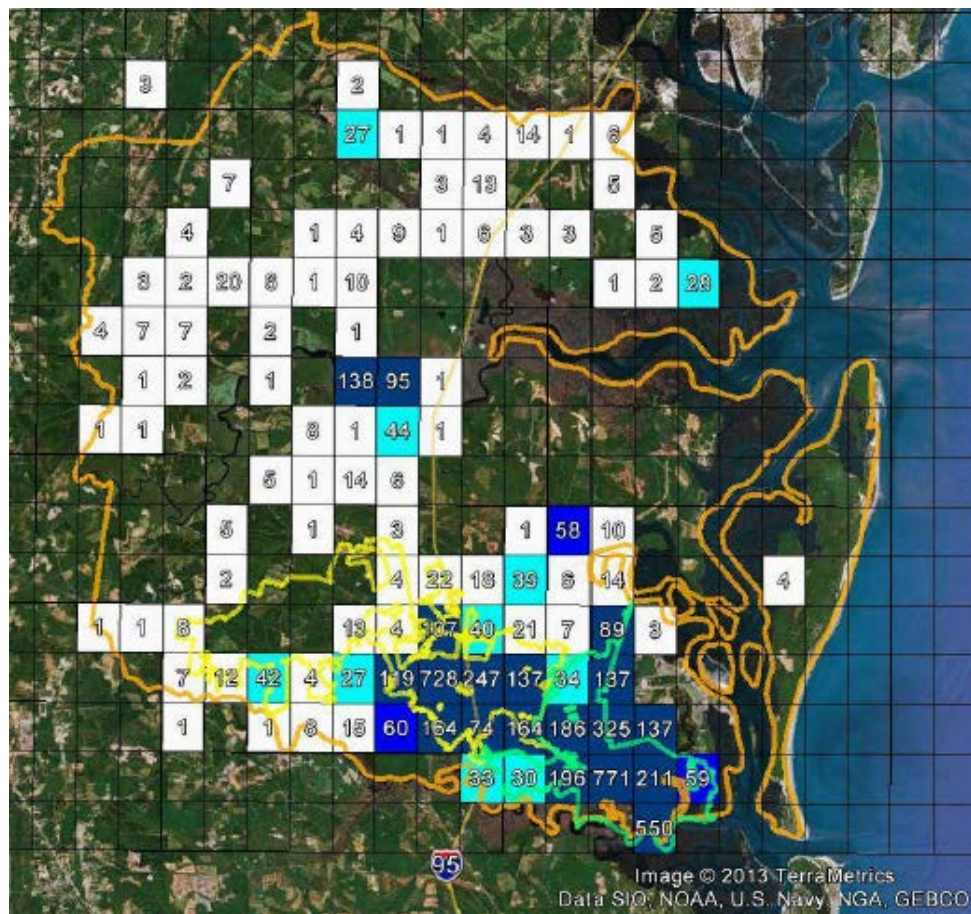 3 2
27 1 1 4 14 1 6
7 3 13 5
4 1 4 9 1 6 3 3 5
3 2 20 6 1 10 1 2 28
4 7 7 2 1
1 2 1 138 95 1
1 1 8 1 44 1
5 1 14 6
5 1 3 1 58 10
2 4 22 18 35 6 14 4
1 1 8 13 4 107 40 21 7 89 3
7 12 42 4 27 119 728 247 137 34 137
1 1 8 15 60 164 74 164 186 325 137
33 30 196 771 211 59
550
95
Image © 2013 TerraMetrics
Data SIO, NOAA, U.S. Navy, NGA, GEBCO